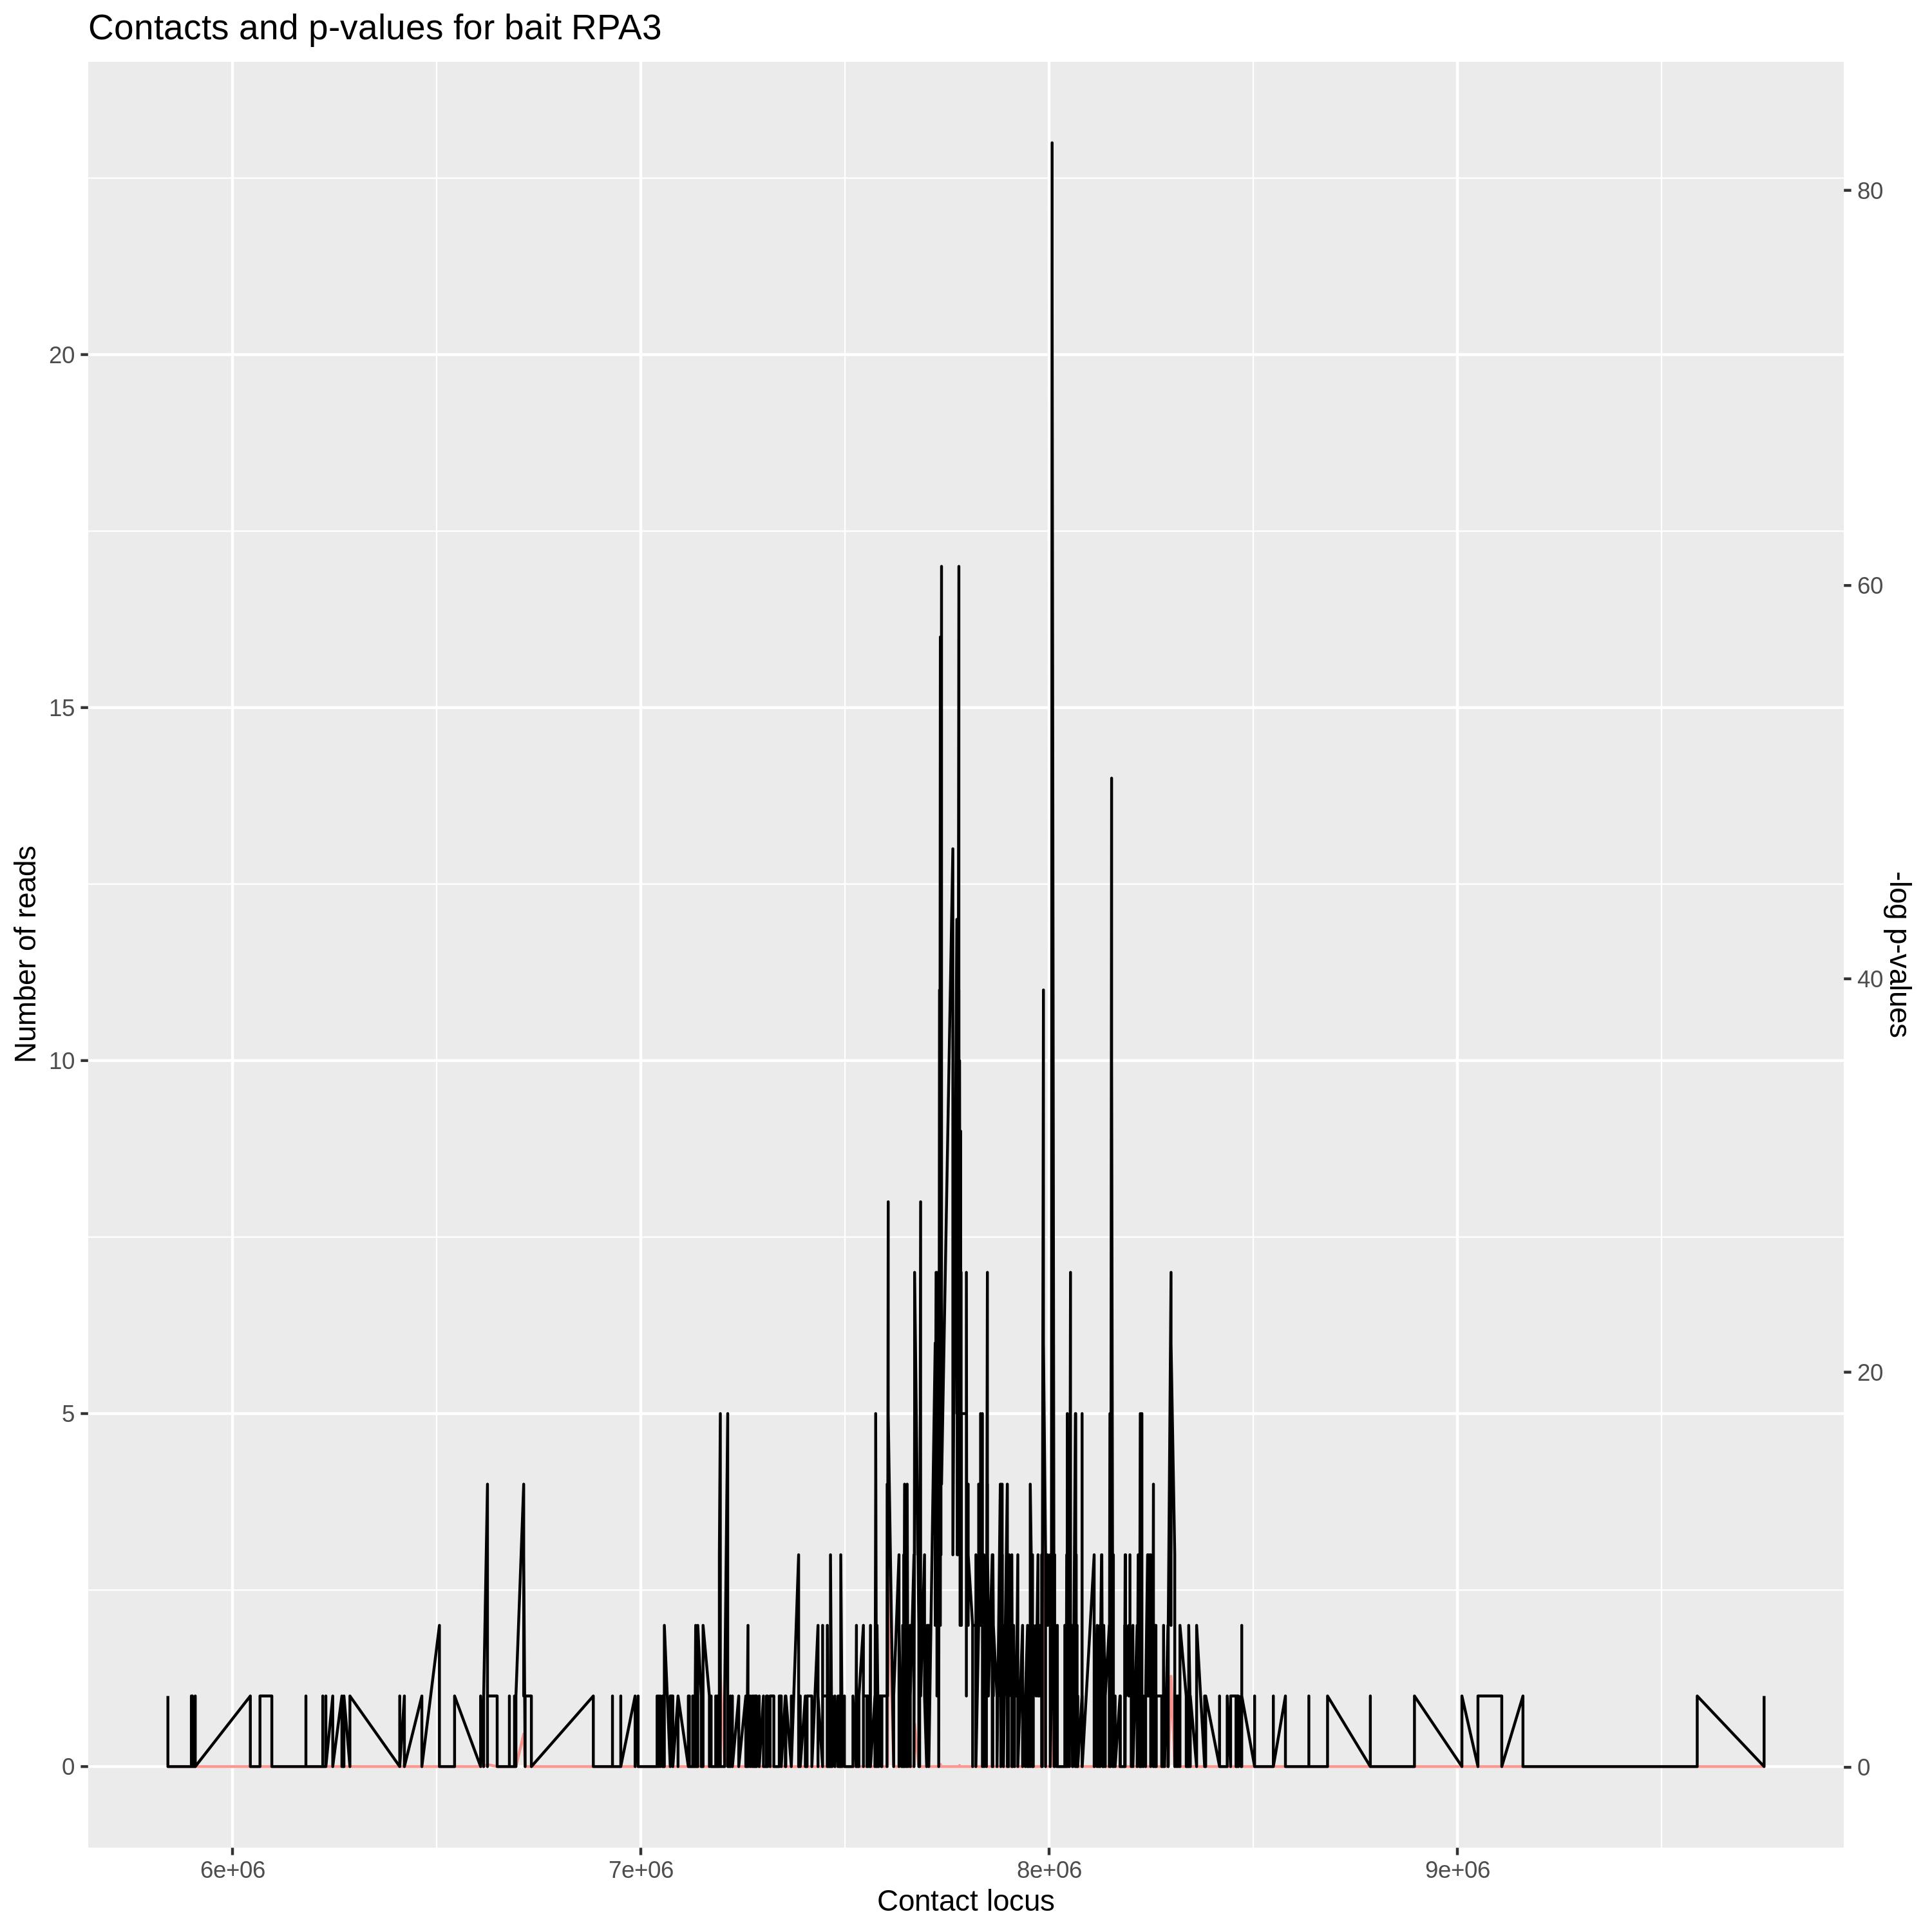 Contacts and p-values for bait RPA3
20
15
10
5
0
Number of reads
80
60
40
20
0
-log p-values
6e+06
7e+06
8e+06
9e+06
Contact locus